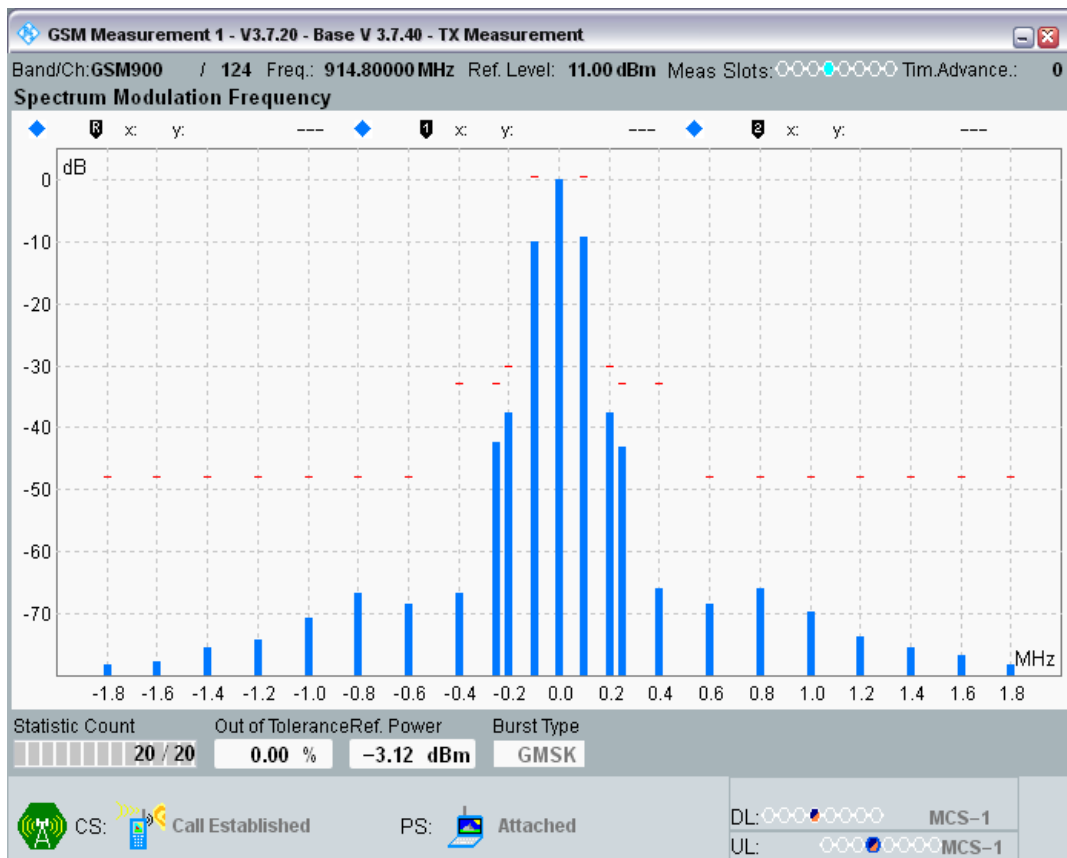 GSM Measurement 1 - V3.7.20 - Base V 3.7.40 - TX Measurement
Band/Ch:GSM900 / 124 Freq.: 914.80000 MHz Ref. Level: 11.00 dBm Meas Slots: Tim.Advance.: 0
Spectrum Modulation Frequency
R x: y: --- 1 x: y: --- 2 x: y: ---
dB
0
-10
-20
-30
-40
-50
-60
-70
MHz
-1.8 -1.6 -1.4 -1.2 -1.0 -0.8 -0.6 -0.4 -0.2 0.0 0.2 0.4 0.6 0.8 1.0 1.2 1.4 1.6 1.8
Statistic Count Out of Tolerance Ref. Power Burst Type
20 / 20 0.00 % −3.12 dBm GMSK
CS: Call Established PS: Attached
DL: MCS−1
UL: MCS−1